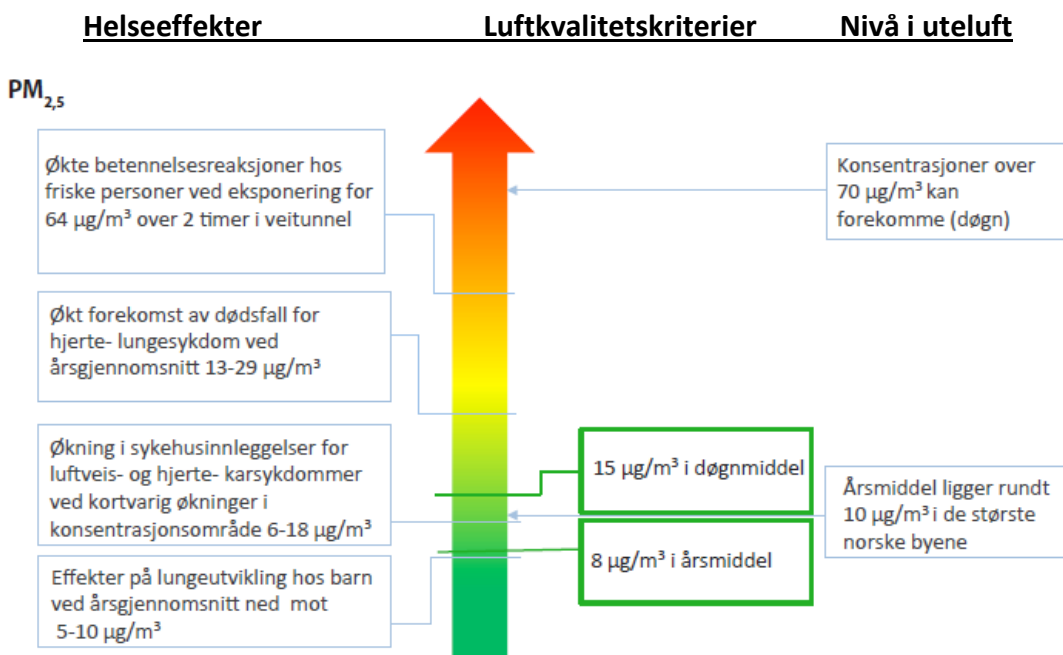 Helseeffekter Luftkvalitetskriterier Nivå i uteluft
PM2,5
Økte betennelsesreaksjoner hos
friske personer ved eksponering for
64 µg/m³ over 2 timer i veitunnel
Konsentrasjoner over
70 µg/m³ kan
forekomme (døgn)
Økt forekomst av dødsfall for
hjerte- lungesykdom ved
årsgjennomsnitt 13-29 µg/m³
Økning i sykehusinnleggelser for
luftveis- og hjerte- karsykdommer
ved kortvarig økninger i
konsentrasjonsområde 6-18 µg/m³
15 µg/m³ i døgnmiddel
Årsmiddel ligger rundt
10 µg/m³ i de største
norske byene
8 µg/m³ i årsmiddel
Effekter på lungeutvikling hos barn
ved årsgjennomsnitt ned mot
5-10 µg/m³